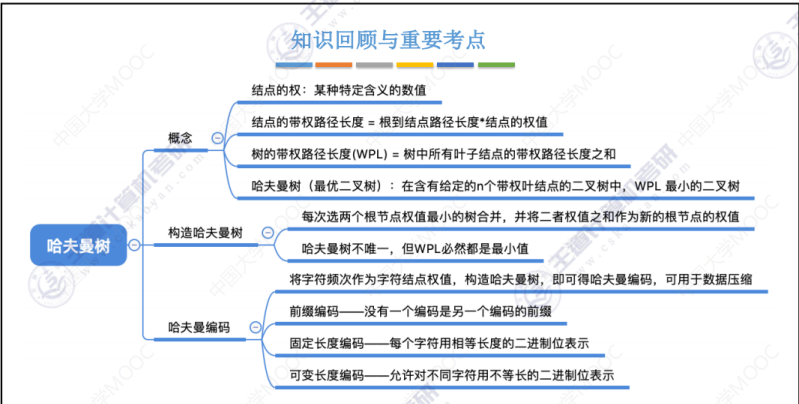 知识回顾与重要考点
结点的权：某种特定含义的数值
概念
结点的带权路径长度 = 根到结点路径长度*结点的权值
树的带权路径长度(WPL) = 树中所有叶子结点的带权路径长度之和
哈夫曼树（最优二叉树）：在含有给定的n个带权叶结点的二叉树中，WPL 最小的二叉树
哈夫曼树
构造哈夫曼树
每次选两个根节点权值最小的树合并，并将二者权值之和作为新的根节点的权值
哈夫曼树不唯一，但WPL必然都是最小值
将字符频次作为字符结点权值，构造哈夫曼树，即可得哈夫曼编码，可用于数据压缩
哈夫曼编码
前缀编码——没有一个编码是另一个编码的前缀
固定长度编码——每个字符用相等长度的二进制位表示
可变长度编码——允许对不同字符用不等长的二进制位表示
中国大学MOOC
王道计算机考研
cskaoyan.com